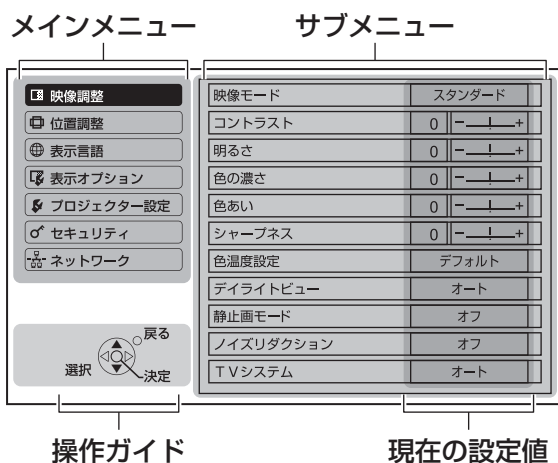 メインメニュー サブメニュー
映像調整
位置調整
表示言語
表示オプション
プロジェクター設定
セキュリティ
ネットワーク
映像モード スタンダード
コントラスト 0 - +
明るさ 0 - +
色の濃さ 0 - +
色あい 0 - +
シャープネス 0 - +
色温度設定 デフォルト
デイライトビュー オート
静止画モード オフ
ノイズリダクション オフ
TVシステム オート
戻る
選択
決定
操作ガイド 現在の設定値